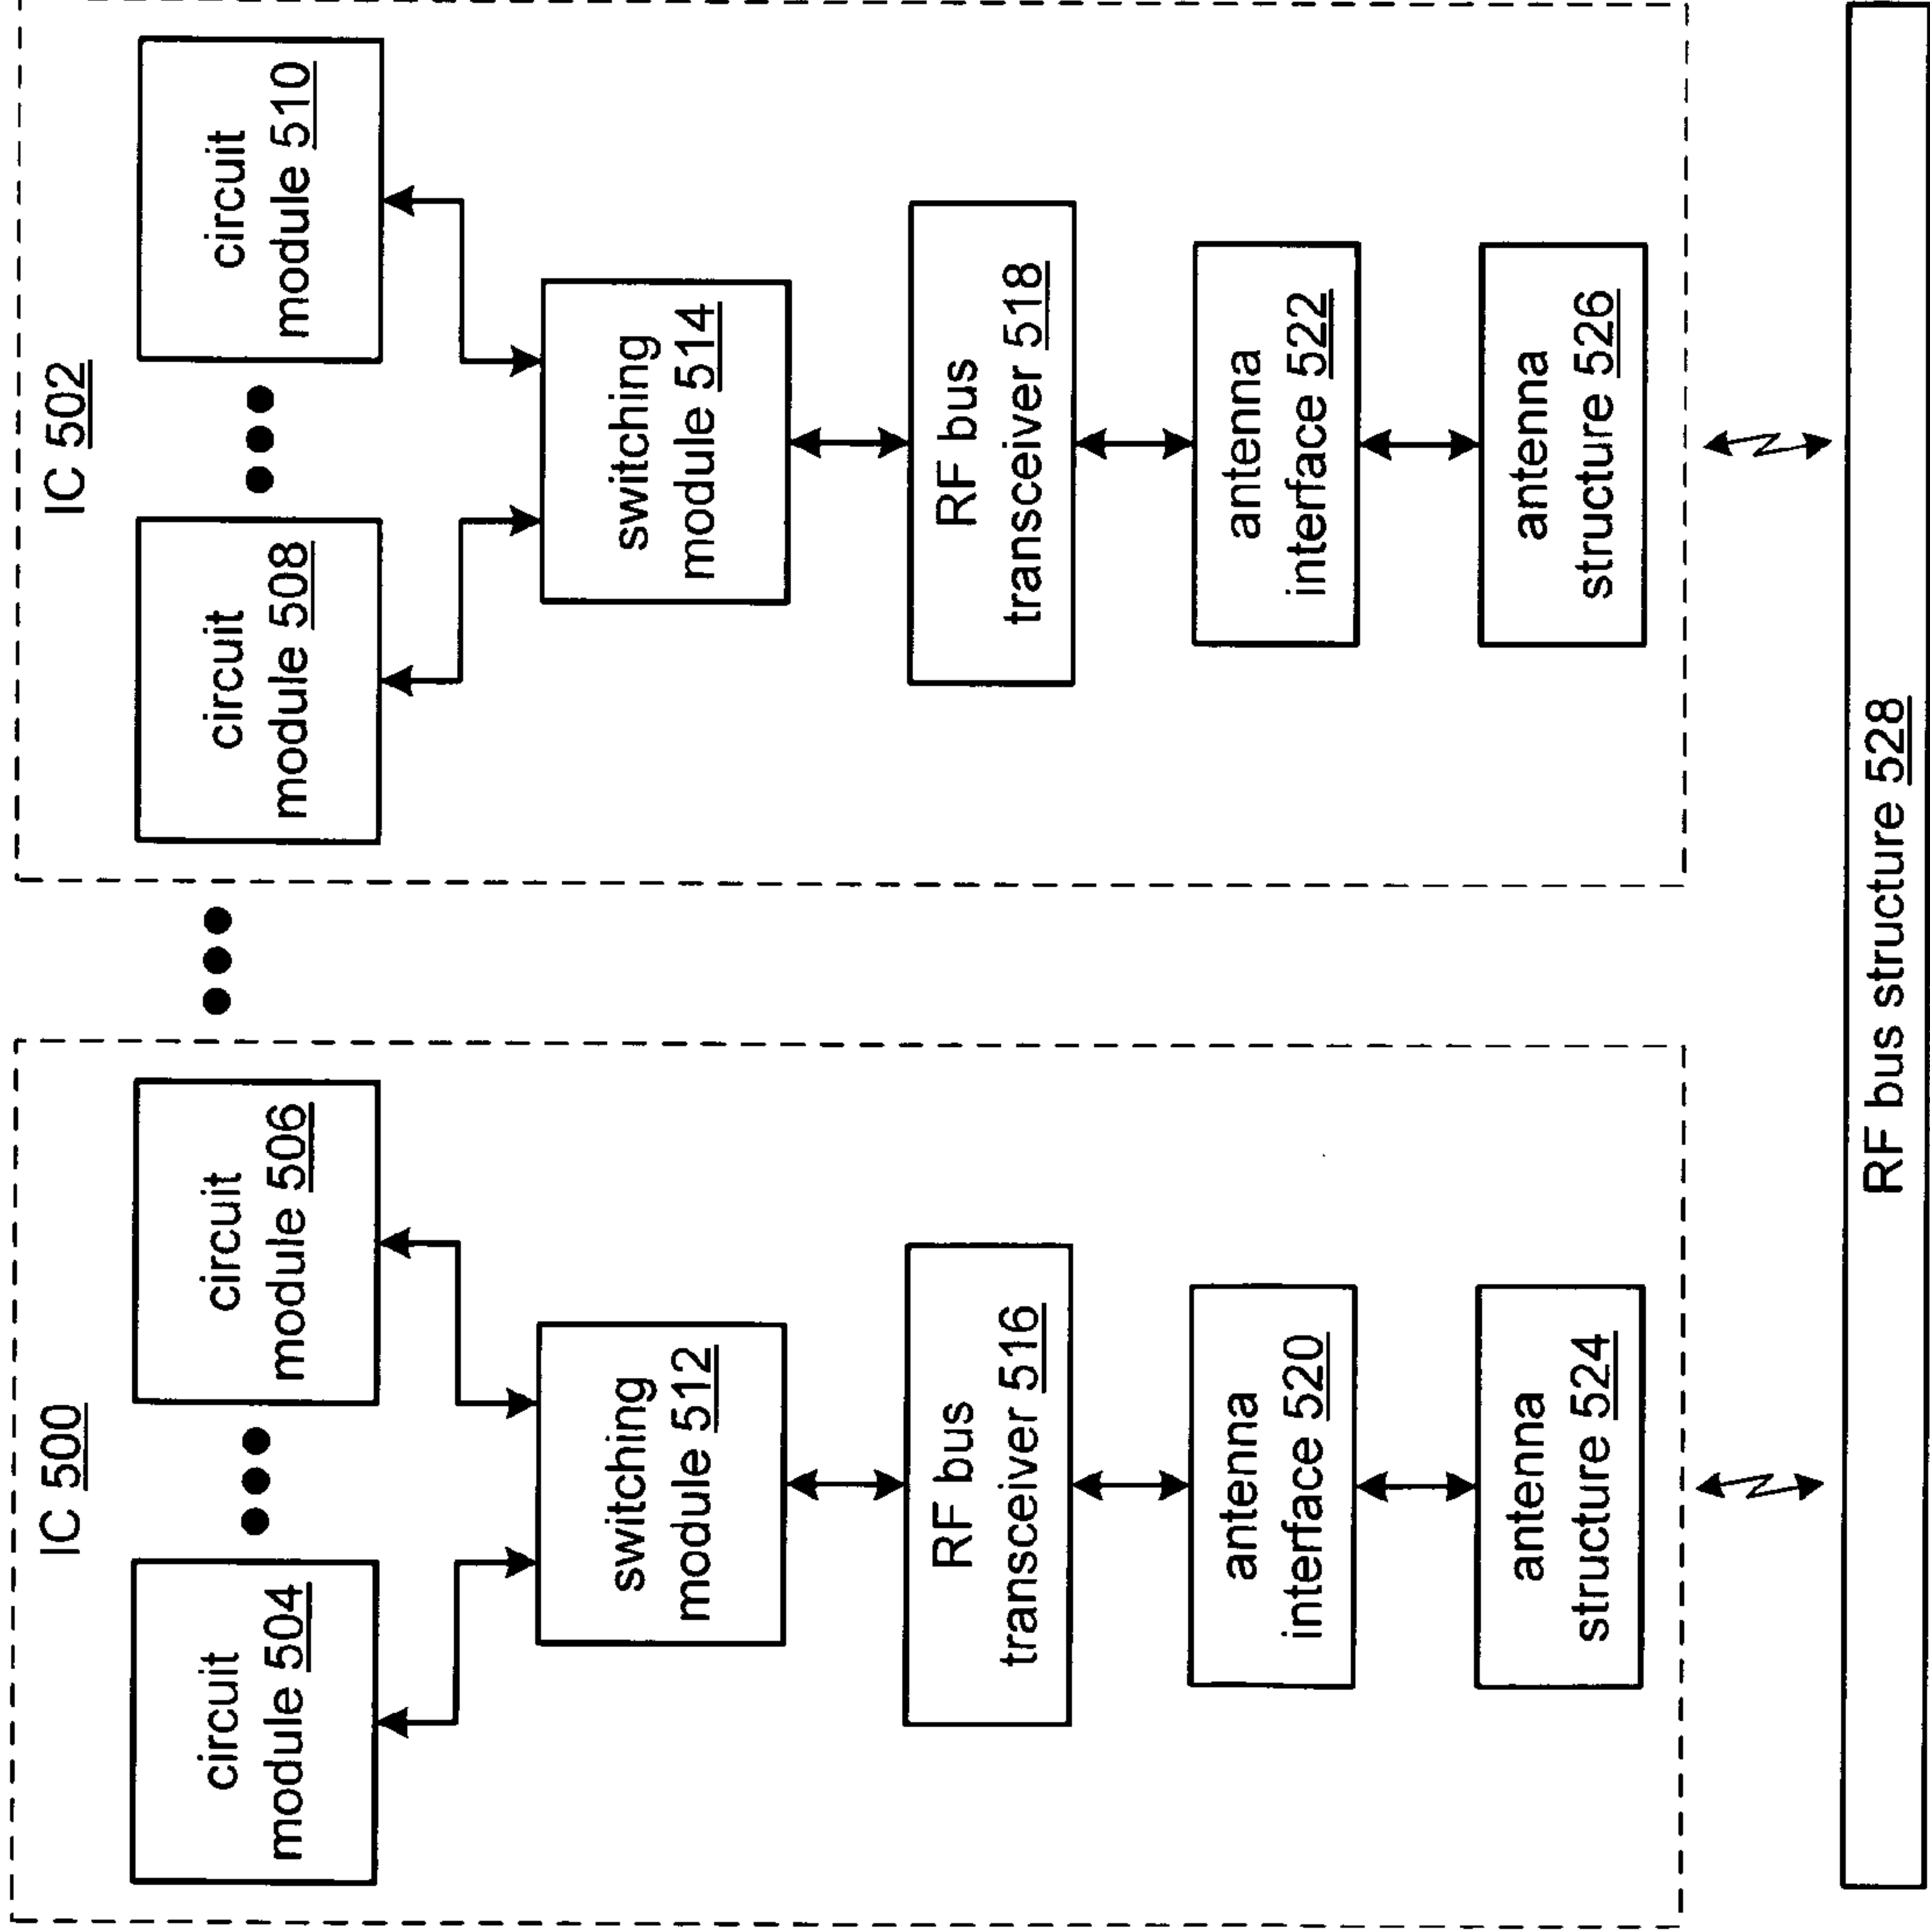 IC 500
circuit
module 504
circuit
module 506
switching
module 512
RF bus
transceiver 516
antenna
interface 520
antenna
structure 524
IC 502
circuit
module 508
circuit
module 510
switching
module 514
RF bus
transceiver 518
antenna
interface 522
antenna
structure 526
RF bus structure 528